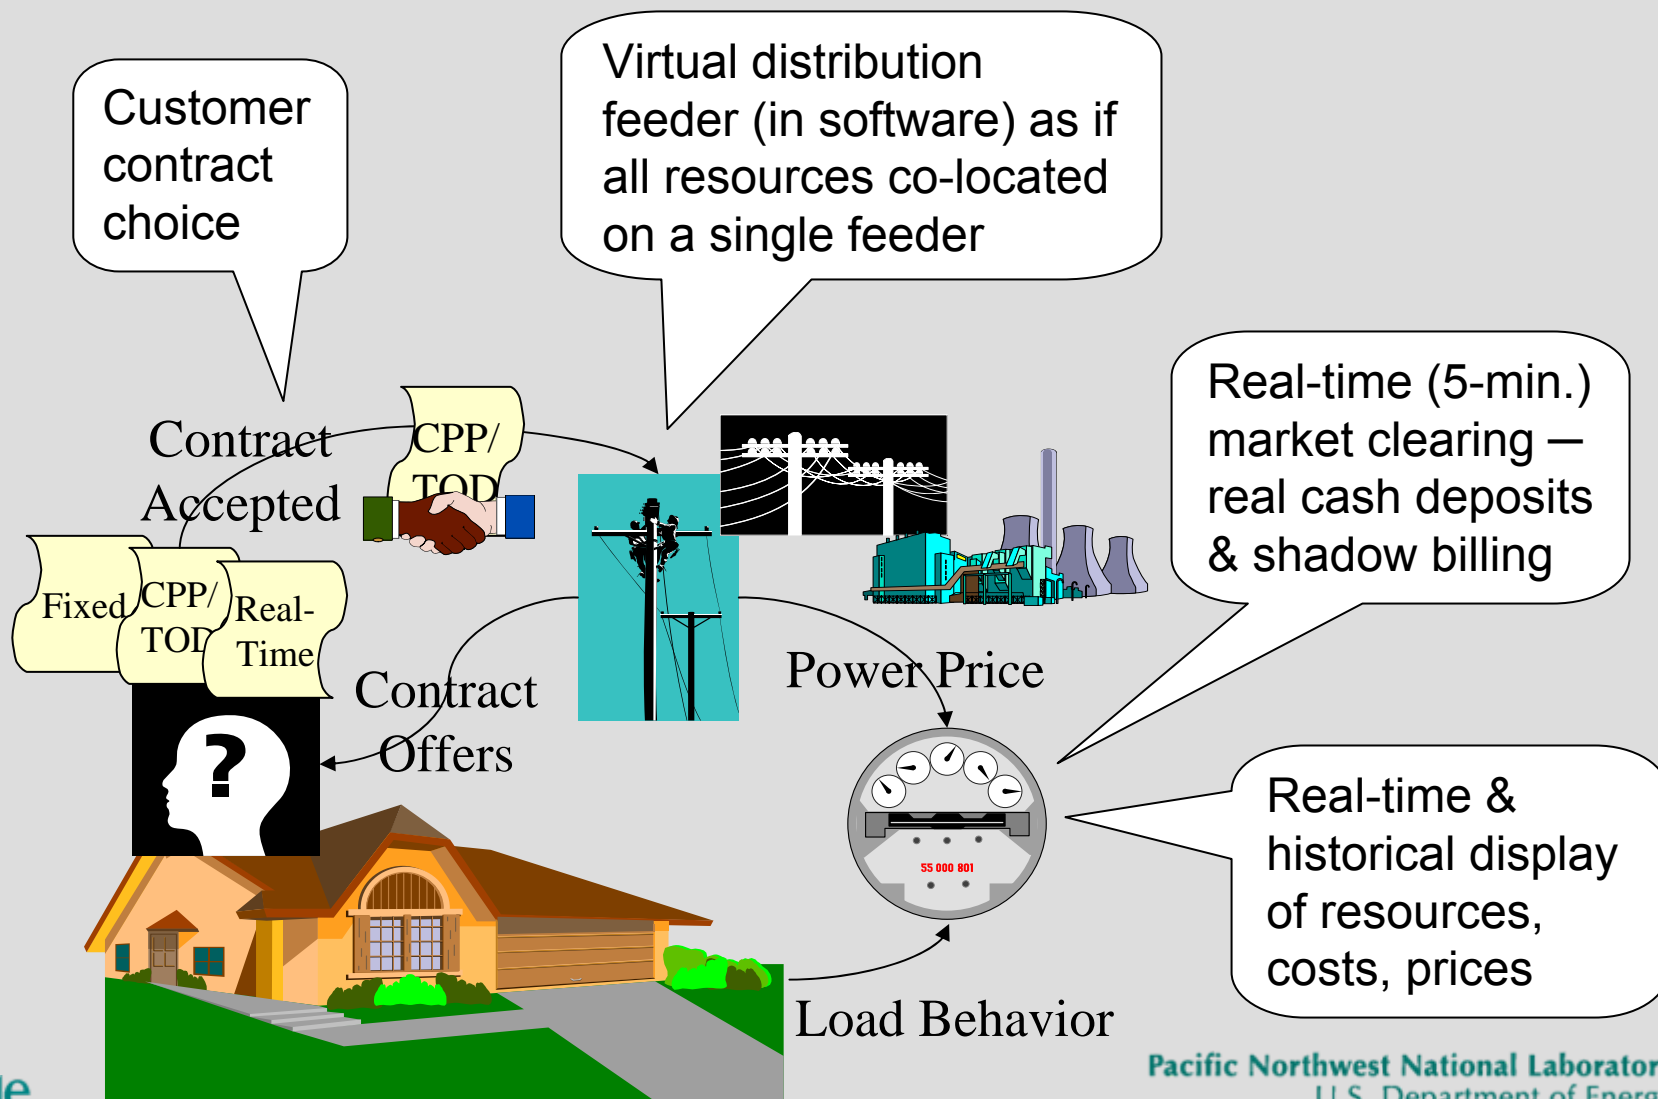 Customer
contract
choice
Virtual distribution
feeder (in software) as if
all resources co-located
on a single feeder
Real-time (5-min.)
market clearing –
real cash deposits
& shadow billing
Contract
Accepted
CPP/
TOD
Fixed
CPP/
TOD
Real-
Time
?
Contract
Offers
Power Price
55 000 801
Real-time &
historical display
of resources,
costs, prices
Load Behavior
Pacific Northwest National Laborator
U.S. Department of Energ